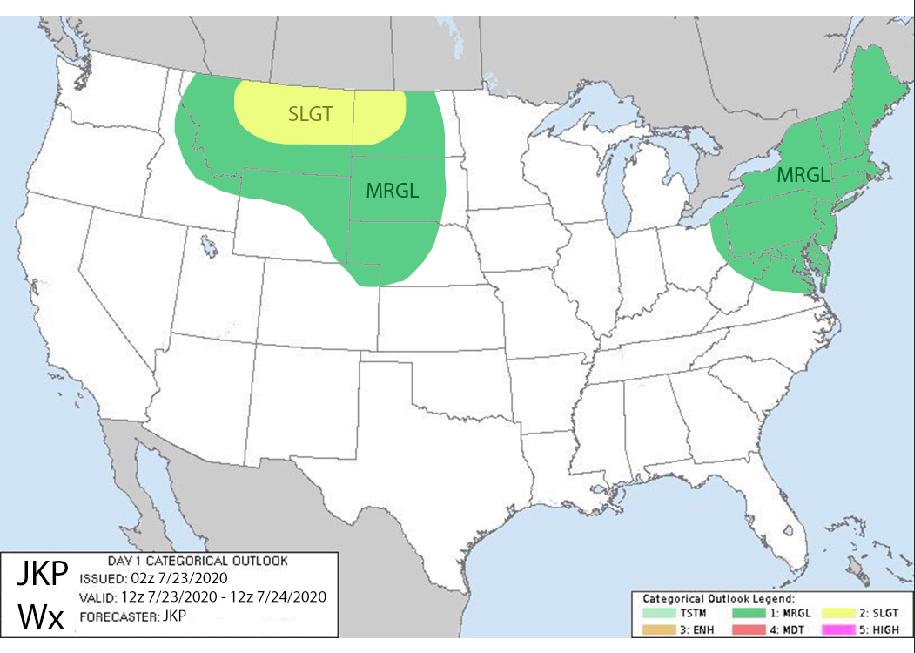 SLGT
MRGL
MRGL
JKP
Wx
DAY 1 CATEGORICAL OUTLOOK
ISSUED: 02z 7/23/2020
VALID: 12z 7/23/2020 - 12z 7/24/2020
FORECASTER: JKP
Categorical Outlook Legend:
TSTM 1: MRGL 2: SLGT
3: ENH 4: MDT 5: HIGH